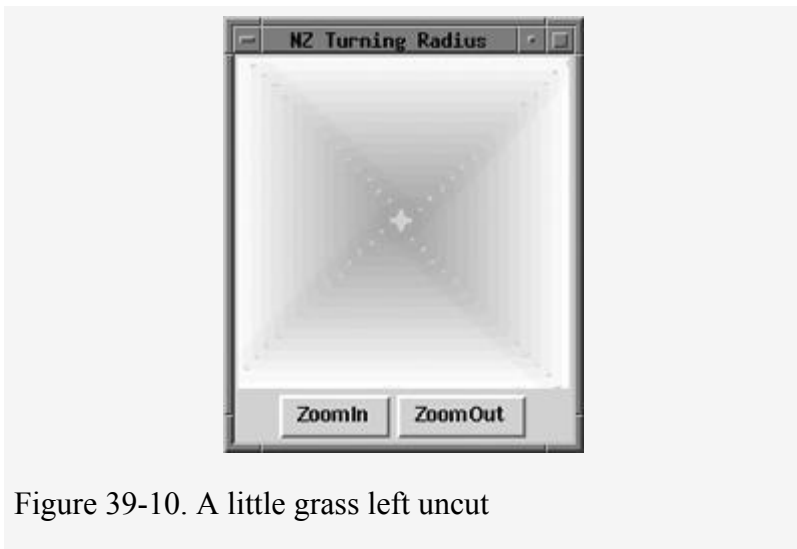 NZ Turning Radius
ZoomIn ZoomOut
Figure 39-10. A little grass left uncut